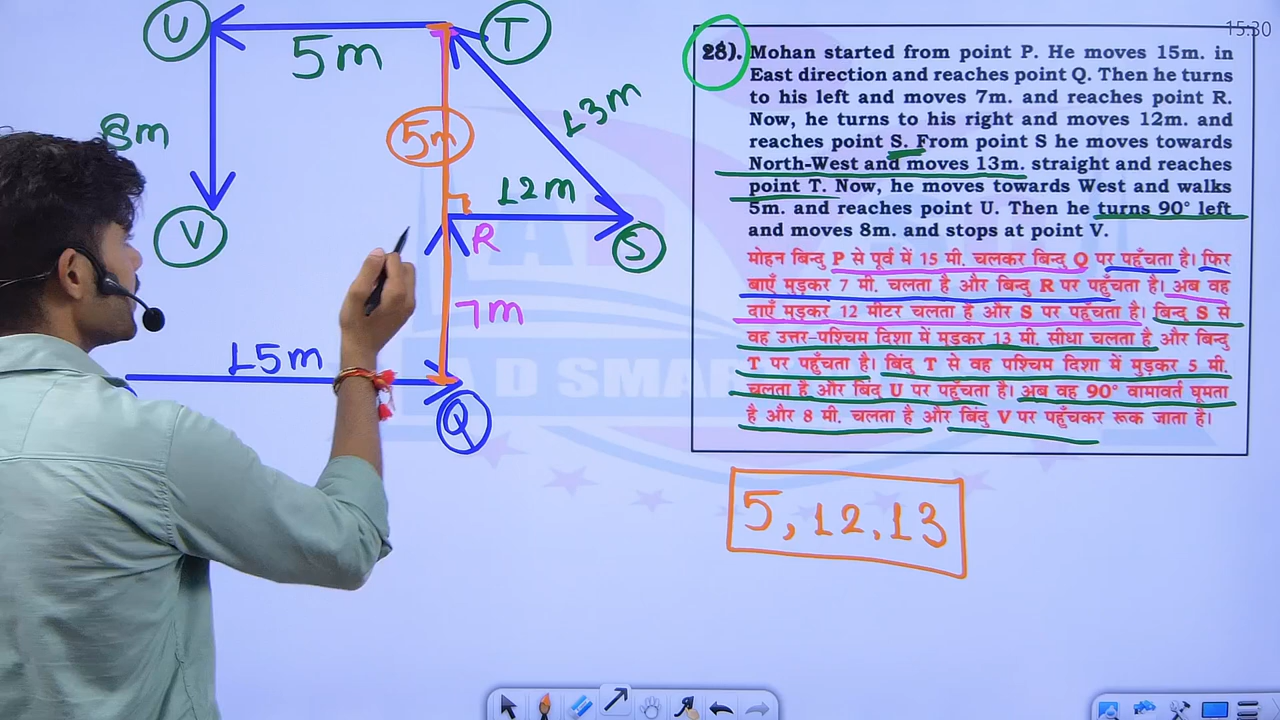 U
5m
T
15:30
8m
5m
13m
12m
V
R
S
7m
15m
Q
28). Mohan started from point P. He moves 15m. in
East direction and reaches point Q. Then he turns
to his left and moves 7m. and reaches point R.
Now, he turns to his right and moves 12m. and
reaches point S. From point S he moves towards
North-West and moves 13m. straight and reaches
point T. Now, he moves towards West and walks
5m. and reaches point U. Then he turns 90° left
and moves 8m. and stops at point V.
मोहन बिन्दु P से पूर्व में 15 मी. चलकर बिन्दु Q पर पहुँचता है। फिर
बाएँ मुड़कर 7 मी. चलता है और बिन्दु R पर पहुँचता है। अब वह
दाएँ मुड़कर 12 मीटर चलता है और S पर पहुँचता है। बिन्दु S से
वह उत्तर-पश्चिम दिशा में मुड़कर 13 मी. सीधा चलता है और बिन्दु
T पर पहुँचता है। बिंदु T से वह पश्चिम दिशा में मुड़कर 5 मी.
चलता है और बिंदु U पर पहुँचता है। अब वह 90° वामावर्त घूमता
है और 8 मी. चलता है और बिंदु V पर पहुँचकर रूक जाता है।
5, 12, 13